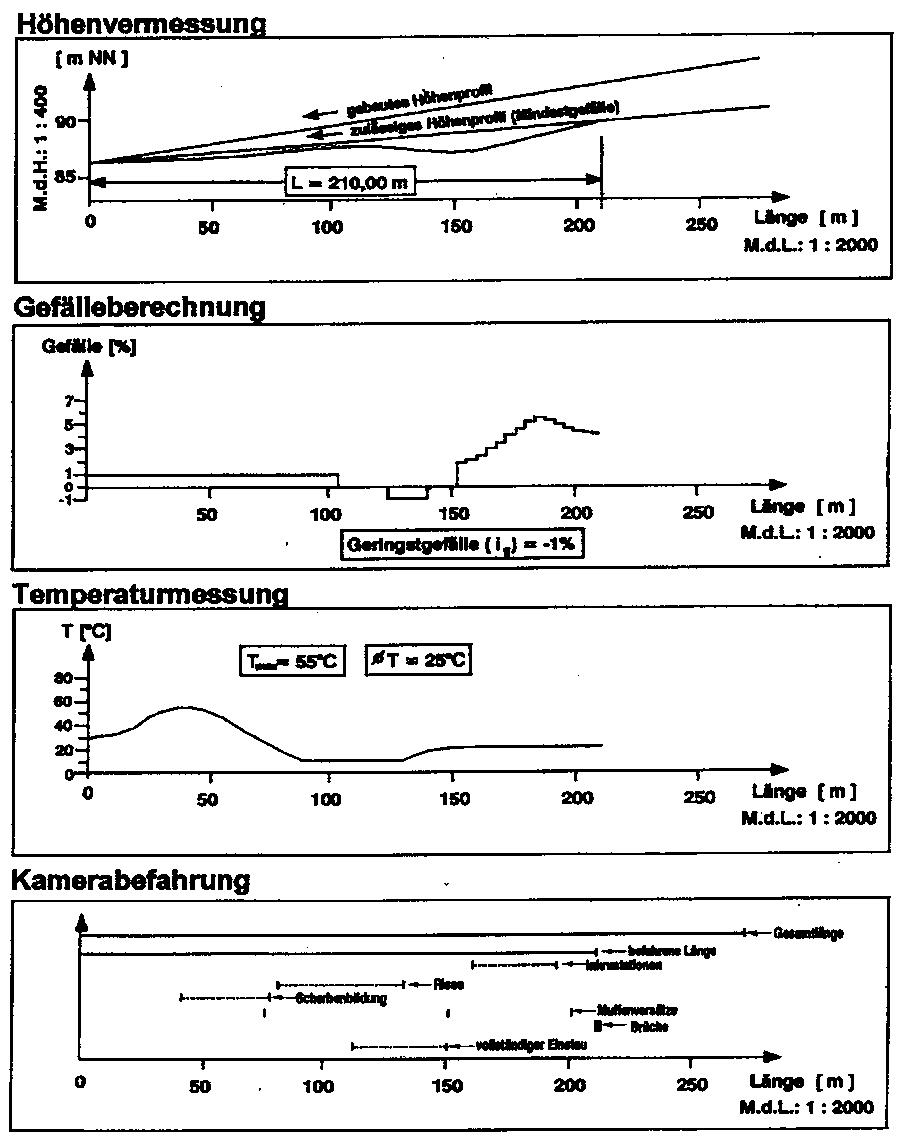 Höhenvermessung
[ m NN ]
M.d.H.: 1 : 400
90
85
gebautes Höhenprofil
zulässiges Höhenprofil (Mindestgefälle)
L = 210,00 m
0 50 100 150 200 250
Länge [ m ]
M.d.L.: 1 : 2000
Gefälleberechnung
Gefälle [%]
7
5
3
1
0
-1
50 100 150 200 250
Länge [ m ]
M.d.L.: 1 : 2000
Geringstgefälle ( i g ) = -1%
Temperaturmessung
T [°C]
Tmax= 55°C
Ø T = 25°C
80
60
40
20
0
0 50 100 150 200 250
Länge [ m ]
M.d.L.: 1 : 2000
Kamerabefahrung
Gesamtlänge
befahrene Länge
Inkrustationen
Risse
Scherbenbildung
Muffenversätze
Brüche
vollständiger Einstau
0 50 100 150 200 250
Länge [ m ]
M.d.L.: 1 : 2000